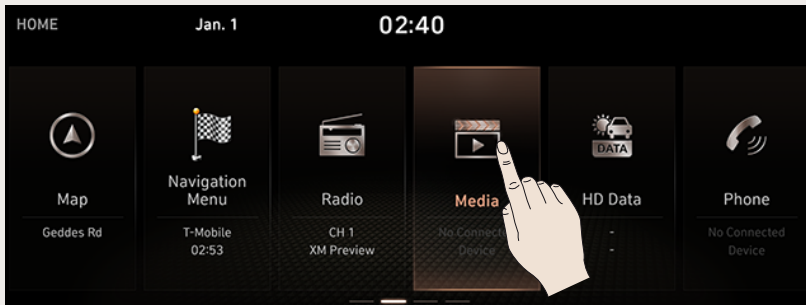 HOME
Jan. 1
02:40
DATA
Map
Navigation
Menu
Radio
Media
HD Data
Phone
Geddes Rd
T-Mobile
02:53
CH 1
XM Preview
No Connected
Device
-
-
No Connected
Device